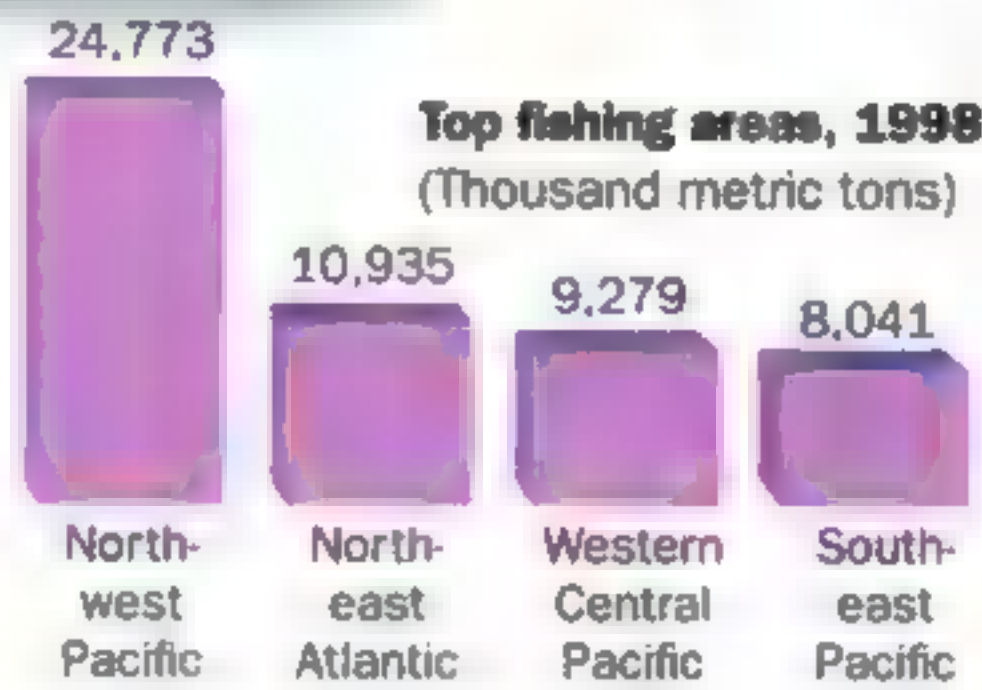 24,773
Top fishing areas, 1998
(Thousand metric tons)
10,935
9,279
8,041
North-
west
Pacific
North-
east
Atlantic
Western
Central
Pacific
South-
east
Pacific